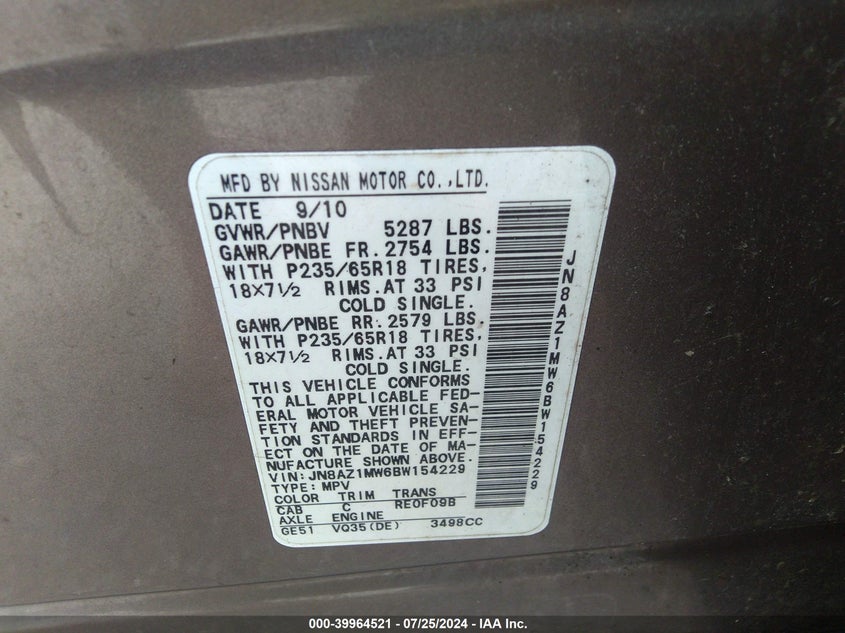 MFD BY NISSAN MOTOR CO.,LTD.
DATE 9/10
GVWR/PNBV 5287 LBS.
GAWR/PNBE FR. 2754 LBS.
WITH P235/65R18 TIRES,
18X7½ RIMS.AT 33 PSI
COLD SINGLE.
GAWR/PNBE RR. 2579 LBS.
WITH P235/65R18 TIRES,
18X7½ RIMS.AT 33 PSI
COLD SINGLE.
THIS VEHICLE CONFORMS
TO ALL APPLICABLE FED-
ERAL MOTOR VEHICLE SA-
FETY AND THEFT PREVEN-
TION STANDARDS IN EFF-
ECT ON THE DATE OF MA-
NUFACTURE SHOWN ABOVE.
VIN:JN8AZ1MW6BW154229
TYPE:MPV
COLOR TRIM TRANS
CAB C RE0F09B
AXLE ENGINE
GE51 VQ35(DE) 3498CC
JN8AZ1MW6BW154229
000-39964521 - 07/25/2024 - IAA Inc.